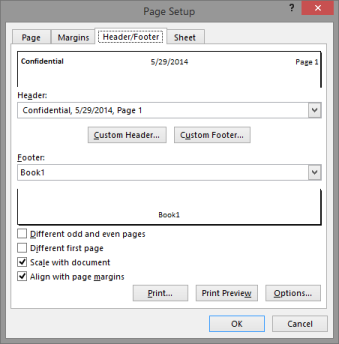 Page Setup
?
Page Margins Header/Footer Sheet
Confidential 5/29/2014 Page 1
Header:
Confidential, 5/29/2014, Page 1
Custom Header... Custom Footer...
Footer:
Book1
Book1
Different odd and even pages
Different first page
Scale with document
Align with page margins
Print... Print Preview Options...
OK Cancel